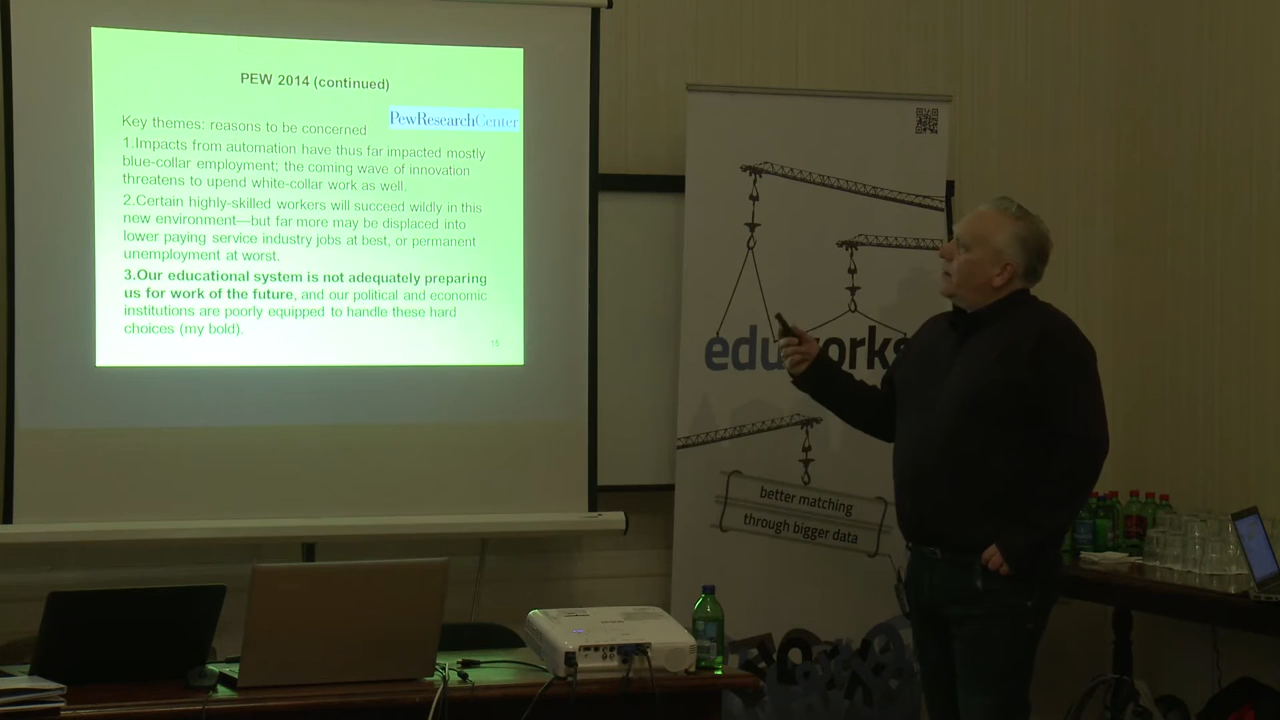 PEW 2014 (continued)
PewResearchCenter
Key themes: reasons to be concerned
1.Impacts from automation have thus far impacted mostly
blue-collar employment; the coming wave of innovation
threatens to upend white-collar work as well.
2.Certain highly-skilled workers will succeed wildly in this
new environment—but far more may be displaced into
lower paying service industry jobs at best, or permanent
unemployment at worst.
3.Our educational system is not adequately preparing
us for work of the future, and our political and economic
institutions are poorly equipped to handle these hard
choices (my bold).
15
eduworks
better matching
through bigger data
EPSON